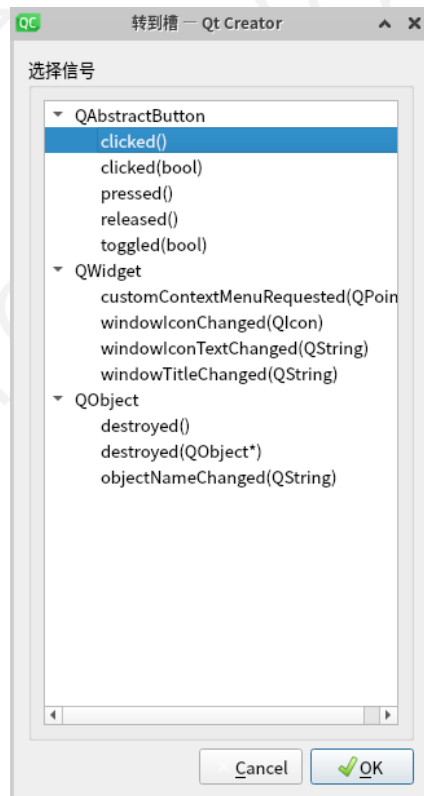 QC 转到槽 — Qt Creator
选择信号
QAbstractButton
clicked()
clicked(bool)
pressed()
released()
toggled(bool)
QWidget
customContextMenuRequested(QPoin
windowIconChanged(QIcon)
windowIconTextChanged(QString)
windowTitleChanged(QString)
QObject
destroyed()
destroyed(QObject*)
objectNameChanged(QString)
Cancel OK